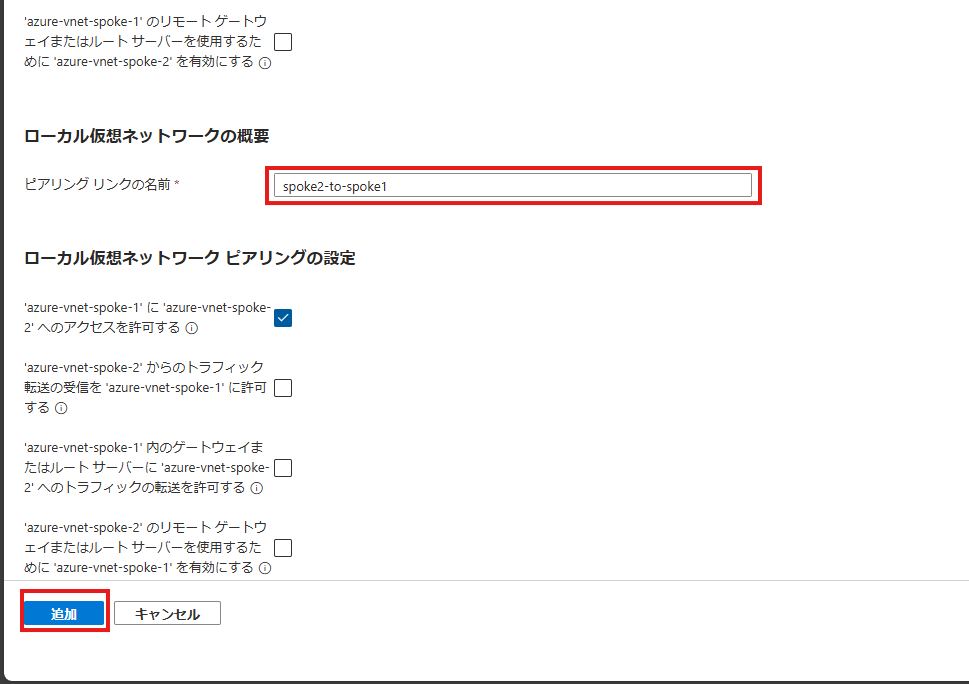 'azure-vnet-spoke-1' のリモート ゲートウ
ェイまたはルート サーバーを使用するた
めに 'azure-vnet-spoke-2' を有効にする
ローカル仮想ネットワークの概要
ピアリング リンクの名前 *
spoke2-to-spoke1
ローカル仮想ネットワーク ピアリングの設定
'azure-vnet-spoke-1' に 'azure-vnet-spoke-
2' へのアクセスを許可する
'azure-vnet-spoke-2' からのトラフィック
転送の受信を 'azure-vnet-spoke-1' に許可
する
'azure-vnet-spoke-1' 内のゲートウェイま
たはルート サーバーに 'azure-vnet-spoke-
2' へのトラフィックの転送を許可する
'azure-vnet-spoke-2' のリモート ゲートウ
ェイまたはルート サーバーを使用するた
めに 'azure-vnet-spoke-1' を有効にする
追加
キャンセル